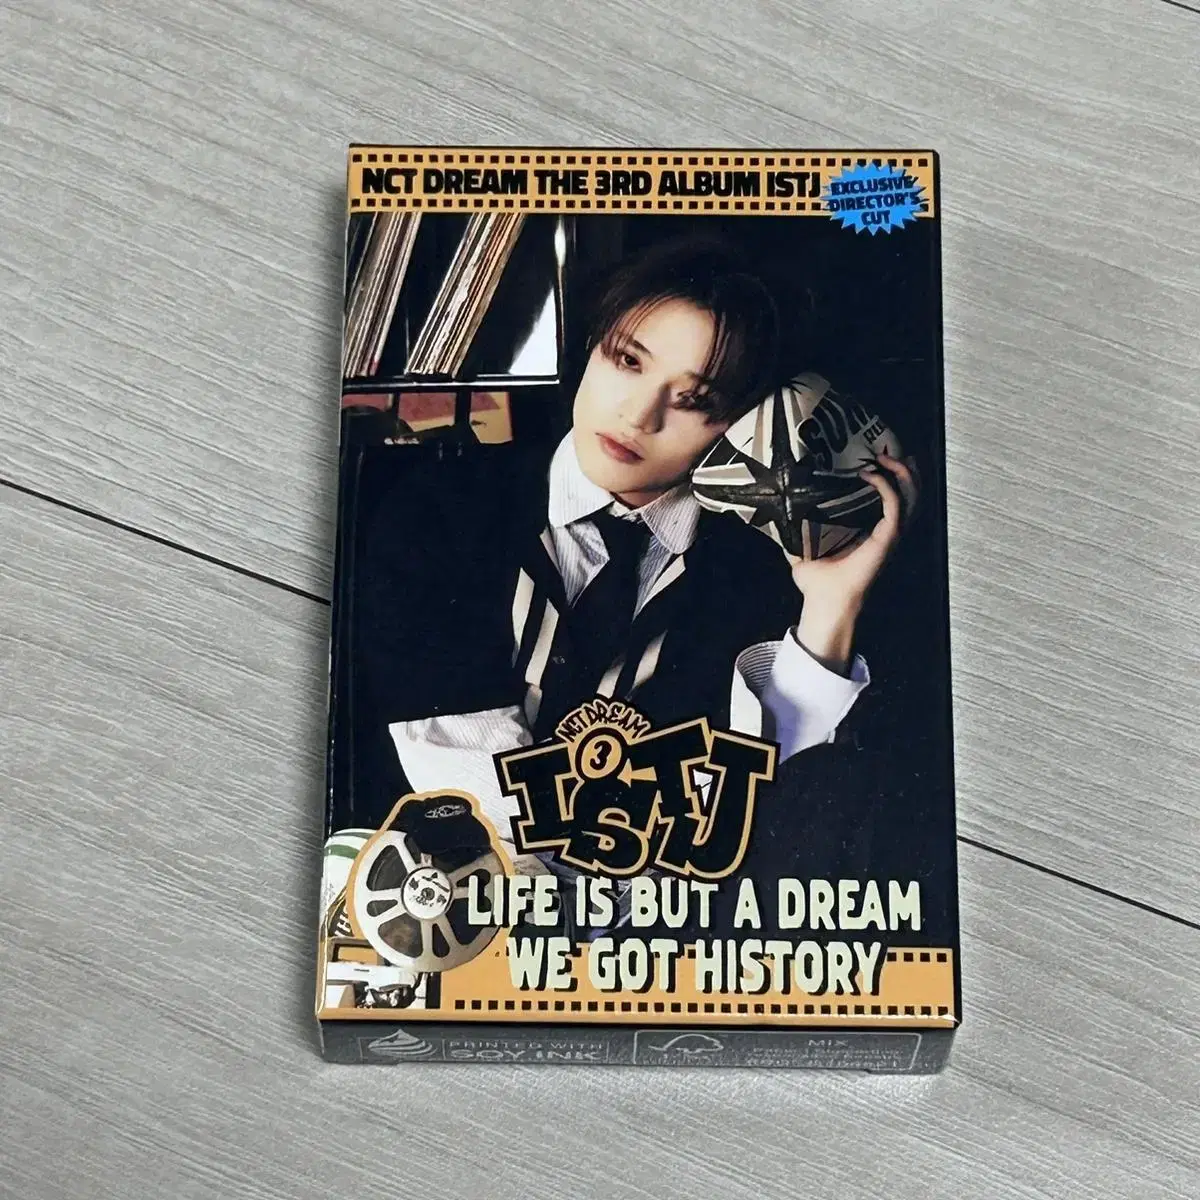 NCT DREAM THE 3RD ALBUM ISTJ
EXCLUSIVE
DIRECTOR'S
CUT
NCT DREAM
3
ISTJ
LIFE IS BUT A DREAM
WE GOT HISTORY
PRINTED WITH
SOY INK
MIX